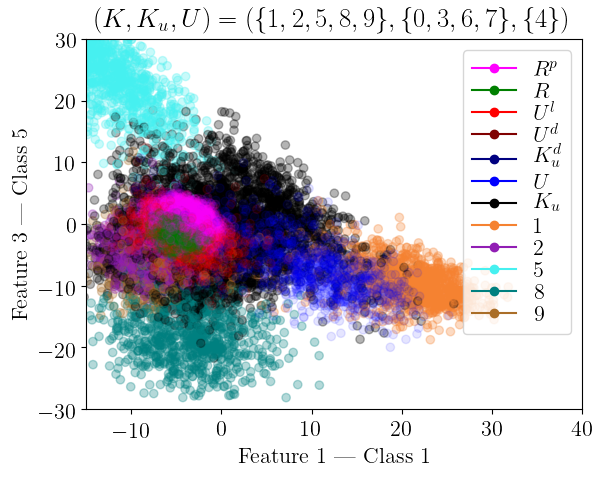 (K, K_u, U) = ({1, 2, 5, 8, 9}, {0, 3, 6, 7}, {4})
30
20
10
0
−10
−20
−30
Feature 3 — Class 5
R^p
R
U^l
U^d
K_u^d
U
K_u
1
2
5
8
9
−10
0
10
20
30
40
Feature 1 — Class 1